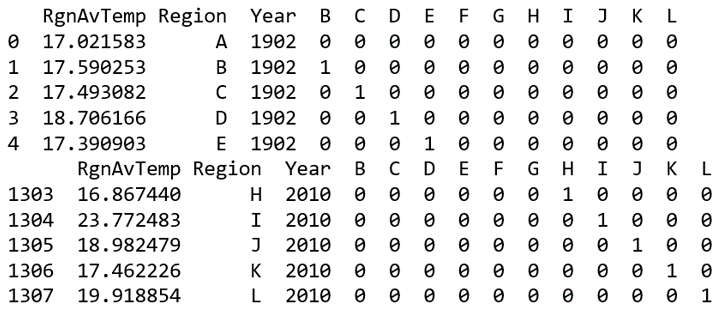 RgnAvTemp Region Year B C D E F G H I J K L
0 17.021583 A 1902 0 0 0 0 0 0 0 0 0 0 0
1 17.590253 B 1902 1 0 0 0 0 0 0 0 0 0 0
2 17.493082 C 1902 0 1 0 0 0 0 0 0 0 0 0
3 18.706166 D 1902 0 0 1 0 0 0 0 0 0 0 0
4 17.390903 E 1902 0 0 0 1 0 0 0 0 0 0 0
RgnAvTemp Region Year B C D E F G H I J K L
1303 16.867440 H 2010 0 0 0 0 0 0 1 0 0 0 0
1304 23.772483 I 2010 0 0 0 0 0 0 0 1 0 0 0
1305 18.982479 J 2010 0 0 0 0 0 0 0 0 1 0 0
1306 17.462226 K 2010 0 0 0 0 0 0 0 0 0 1 0
1307 19.918854 L 2010 0 0 0 0 0 0 0 0 0 0 1